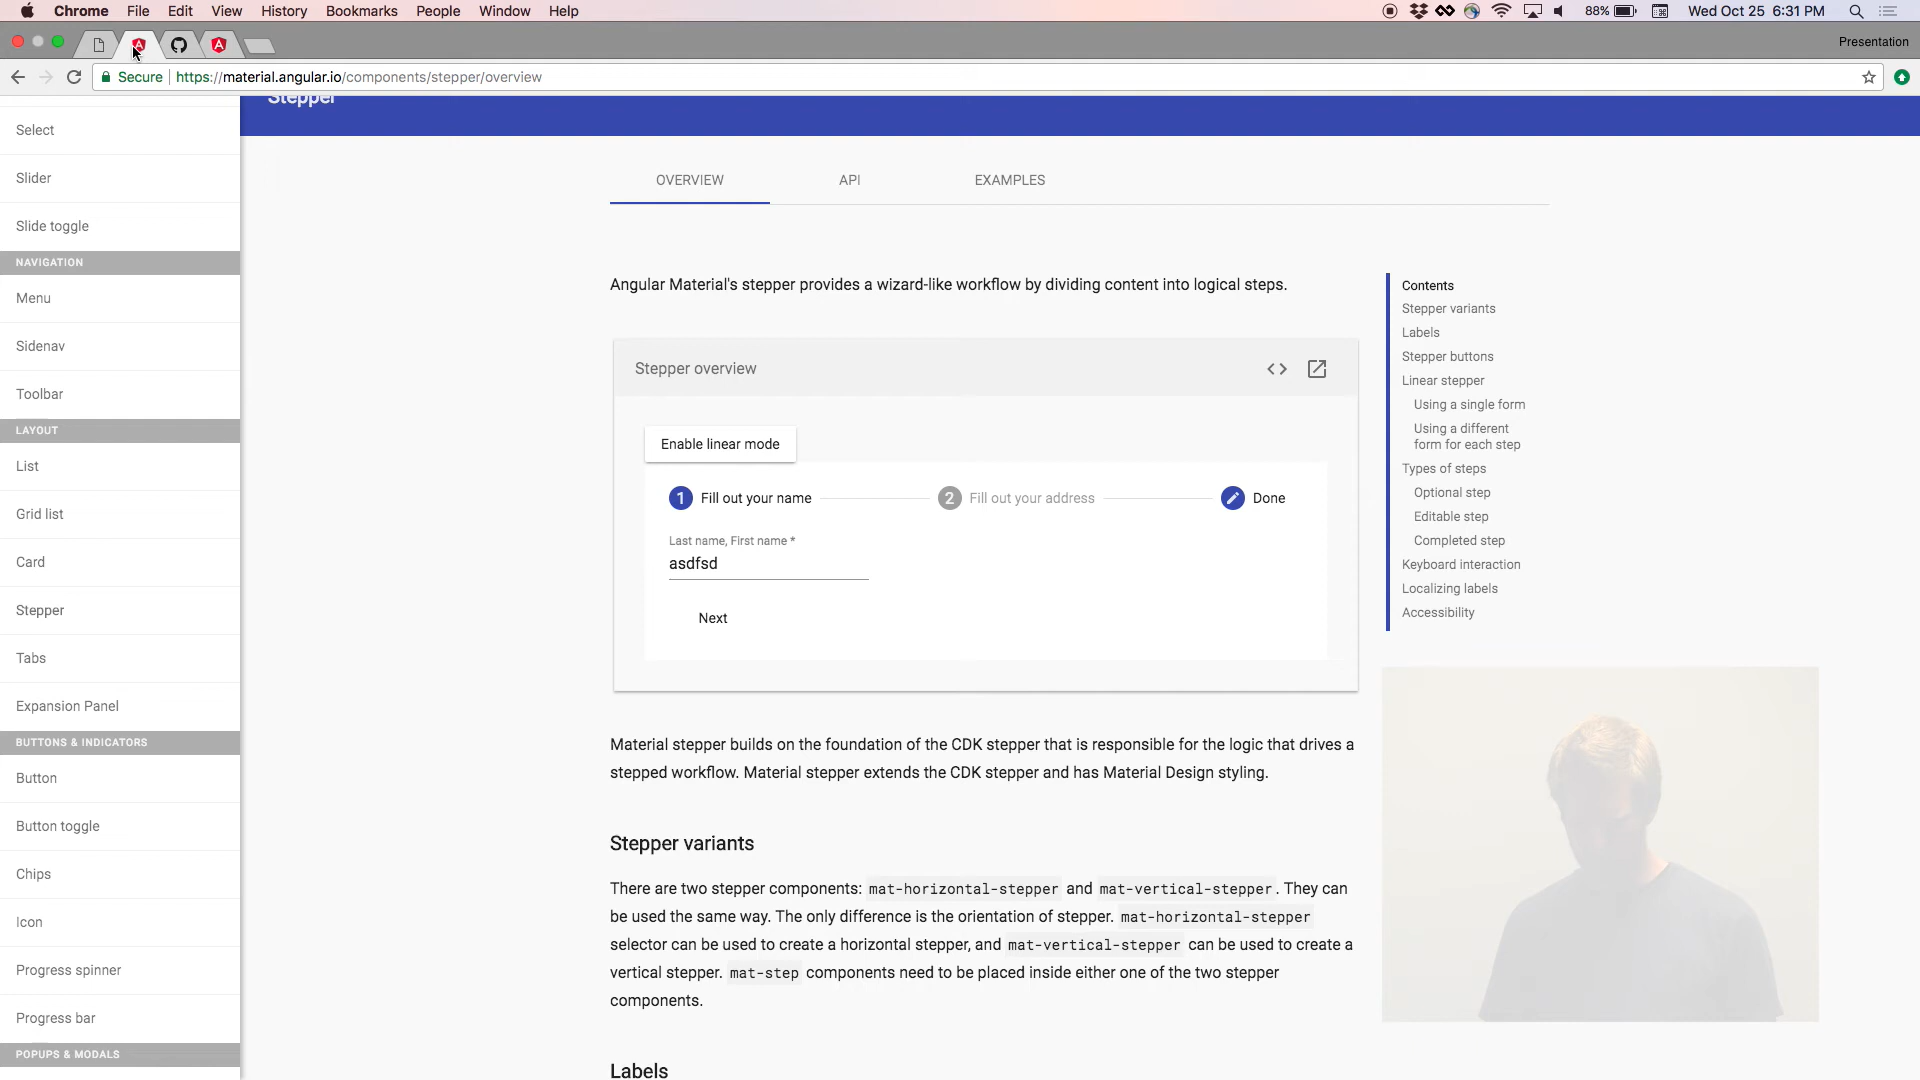 Chrome File Edit View History Bookmarks People Window Help 88% Wed Oct 25 6:31 PM
Presentation
Secure https://material.angular.io/components/stepper/overview
Stepper
Select
Slider
Slide toggle
NAVIGATION
Menu
Sidenav
Toolbar
LAYOUT
List
Grid list
Card
Stepper
Tabs
Expansion Panel
BUTTONS & INDICATORS
Button
Button toggle
Chips
Icon
Progress spinner
Progress bar
POPUPS & MODALS
OVERVIEW API EXAMPLES
Angular Material's stepper provides a wizard-like workflow by dividing content into logical steps.
Stepper overview
Enable linear mode
1 Fill out your name 2 Fill out your address Done
Last name, First name *
asdfsd
Next
Material stepper builds on the foundation of the CDK stepper that is responsible for the logic that drives a
stepped workflow. Material stepper extends the CDK stepper and has Material Design styling.
Stepper variants
There are two stepper components: mat-horizontal-stepper and mat-vertical-stepper. They can
be used the same way. The only difference is the orientation of stepper. mat-horizontal-stepper
selector can be used to create a horizontal stepper, and mat-vertical-stepper can be used to create a
vertical stepper. mat-step components need to be placed inside either one of the two stepper
components.
Labels
Contents
Stepper variants
Labels
Stepper buttons
Linear stepper
Using a single form
Using a different
form for each step
Types of steps
Optional step
Editable step
Completed step
Keyboard interaction
Localizing labels
Accessibility